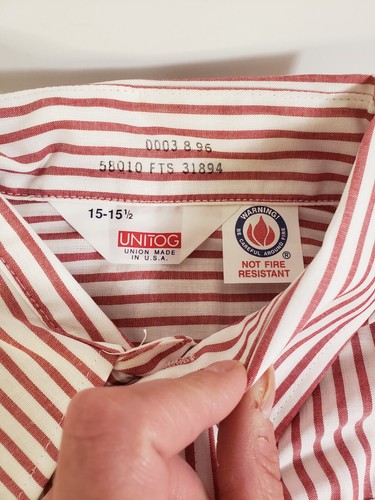 0003 8 96
58010 FTS 31894
15-15½
UNITOG
UNION MADE
IN U.S.A.
WARNING!
BE CAREFUL AROUND FIRE
®
NOT FIRE
RESISTANT